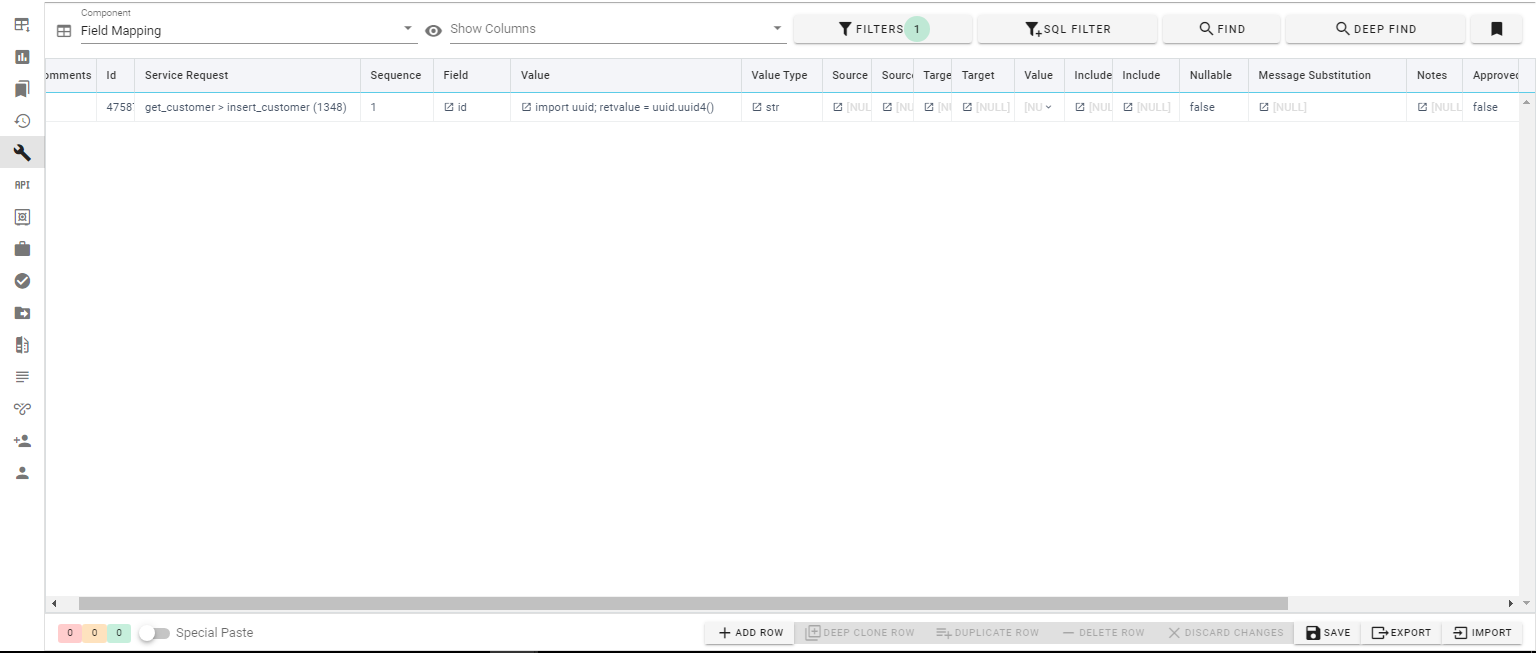 Component
Field Mapping
Show Columns
FILTERS 1
SQL FILTER
FIND
DEEP FIND
API
omments Id Service Request Sequence Field Value Value Type Source Sourc Targe Target Value Include Include Nullable Message Substitution Notes Approved
4758 get_customer > insert_customer (1348) 1 id import uuid; retvalue = uuid.uuid4() str [NUL [NU [N [NULL] [NU [NUL [NULL] false [NULL] [NULL false
0 0 0 Special Paste
ADD ROW DEEP CLONE ROW DUPLICATE ROW DELETE ROW DISCARD CHANGES SAVE EXPORT IMPORT